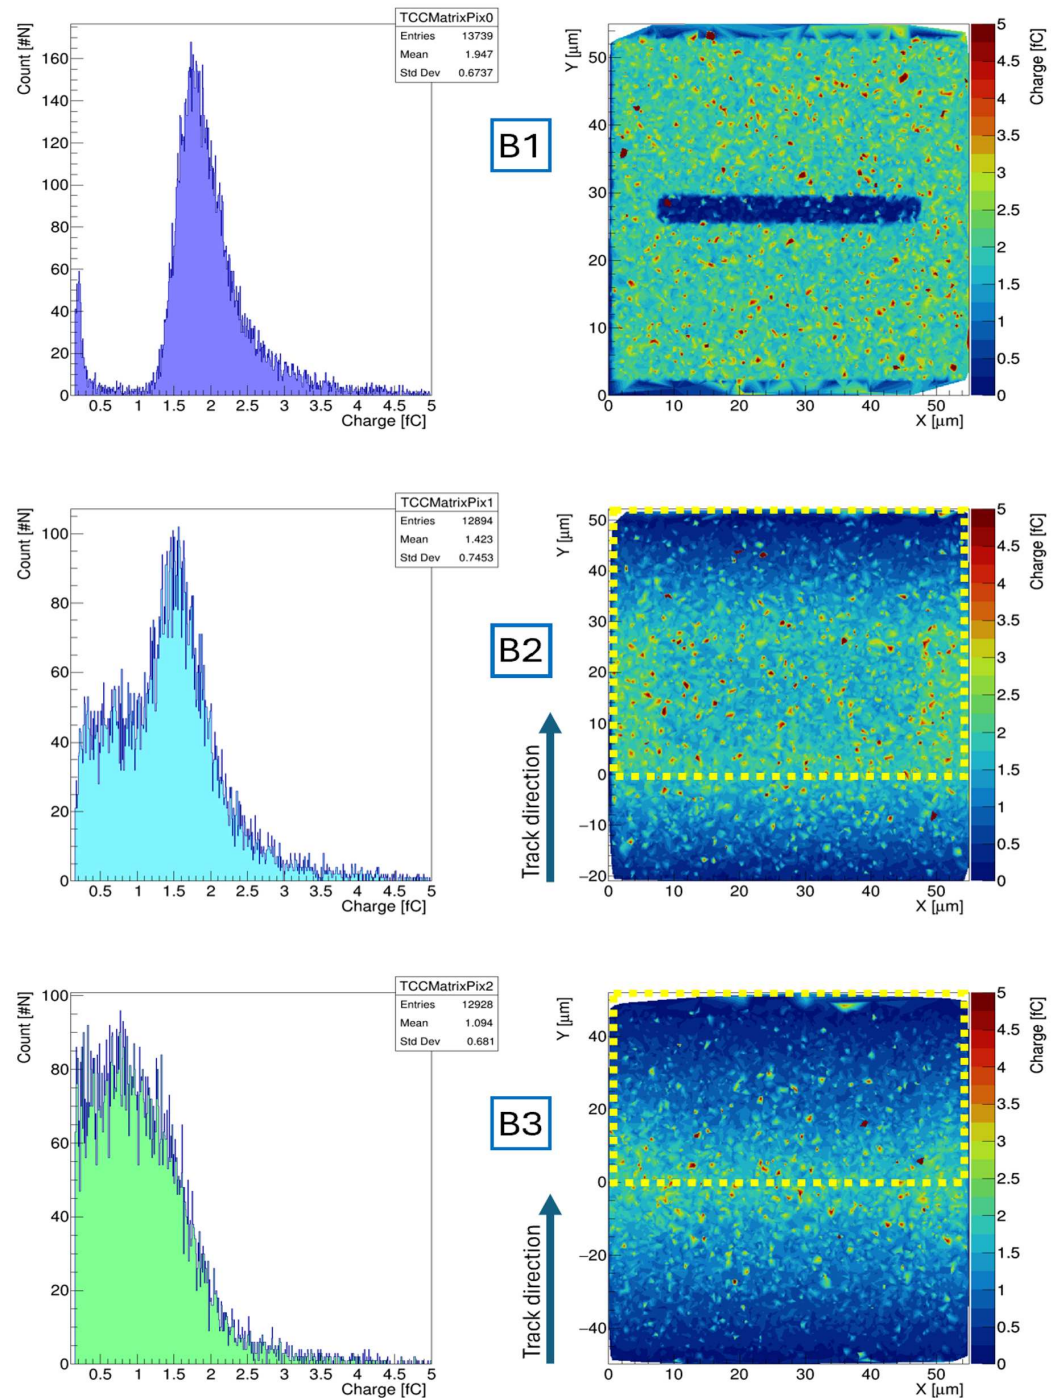 TCCMatrixPix0
Entries 13739
Mean 1.947
Std Dev 0.6737
Count [#N]
160
140
120
100
80
60
40
20
0
0.5 1 1.5 2 2.5 3 3.5 4 4.5 5
Charge [fC]
B1
Y [μm]
50
40
30
20
10
0
0 10 20 30 40 50
X [μm]
5
4.5
4
3.5
3
2.5
2
1.5
1
0.5
0
Charge [fC]
TCCMatrixPix1
Entries 12894
Mean 1.423
Std Dev 0.7453
Count [#N]
100
80
60
40
20
0
0.5 1 1.5 2 2.5 3 3.5 4 4.5 5
Charge [fC]
B2
Track direction
Y [μm]
50
40
30
20
10
0
−10
−20
0 10 20 30 40 50
X [μm]
5
4.5
4
3.5
3
2.5
2
1.5
1
0.5
0
Charge [fC]
TCCMatrixPix2
Entries 12928
Mean 1.094
Std Dev 0.681
Count [#N]
100
80
60
40
20
0
0.5 1 1.5 2 2.5 3 3.5 4 4.5 5
Charge [fC]
B3
Track direction
Y [μm]
40
20
0
−20
−40
0 10 20 30 40 50
X [μm]
5
4.5
4
3.5
3
2.5
2
1.5
1
0.5
0
Charge [fC]